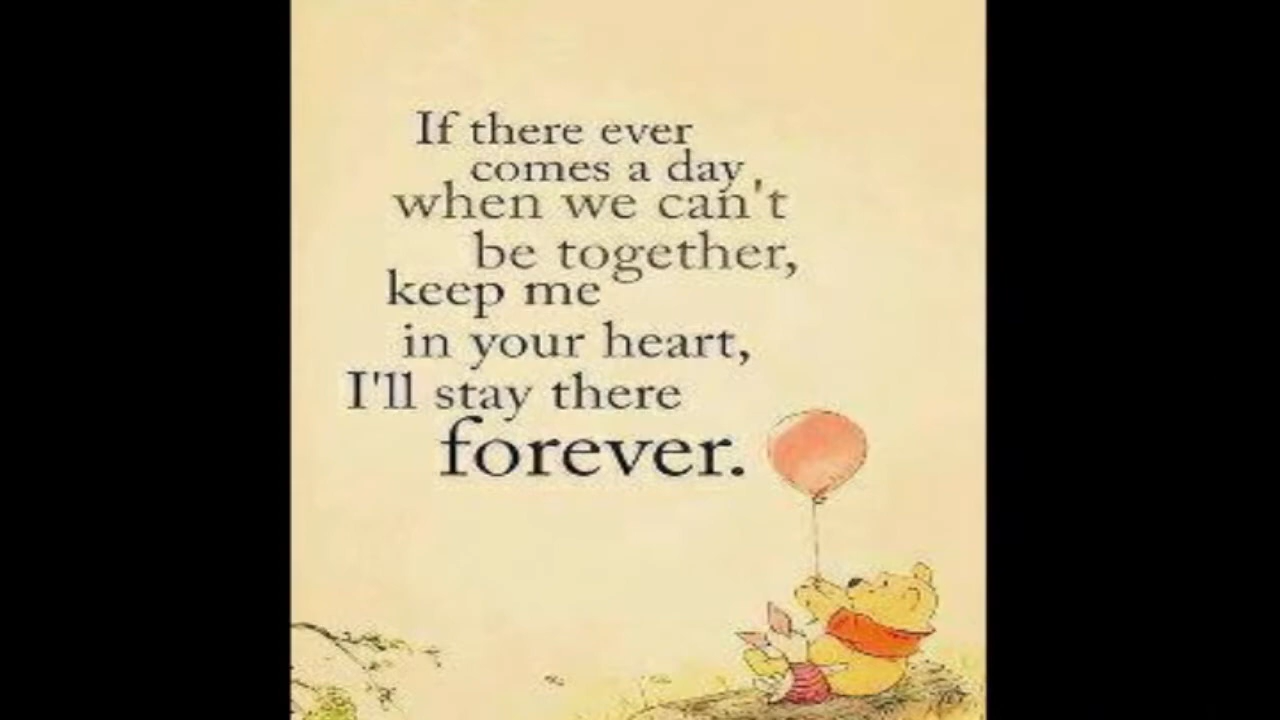 If there ever
comes a day
when we can't
be together,
keep me
in your heart,
I'll stay there
forever.